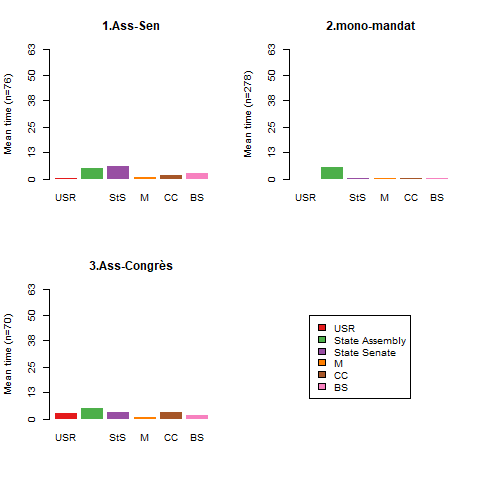 1.Ass-Sen
Mean time (n=76)
63
50
38
25
13
0
USR StS M CC BS
2.mono-mandat
Mean time (n=278)
63
50
38
25
13
0
USR StS M CC BS
3.Ass-Congrès
Mean time (n=70)
63
50
38
25
13
0
USR StS M CC BS
USR
State Assembly
State Senate
M
CC
BS